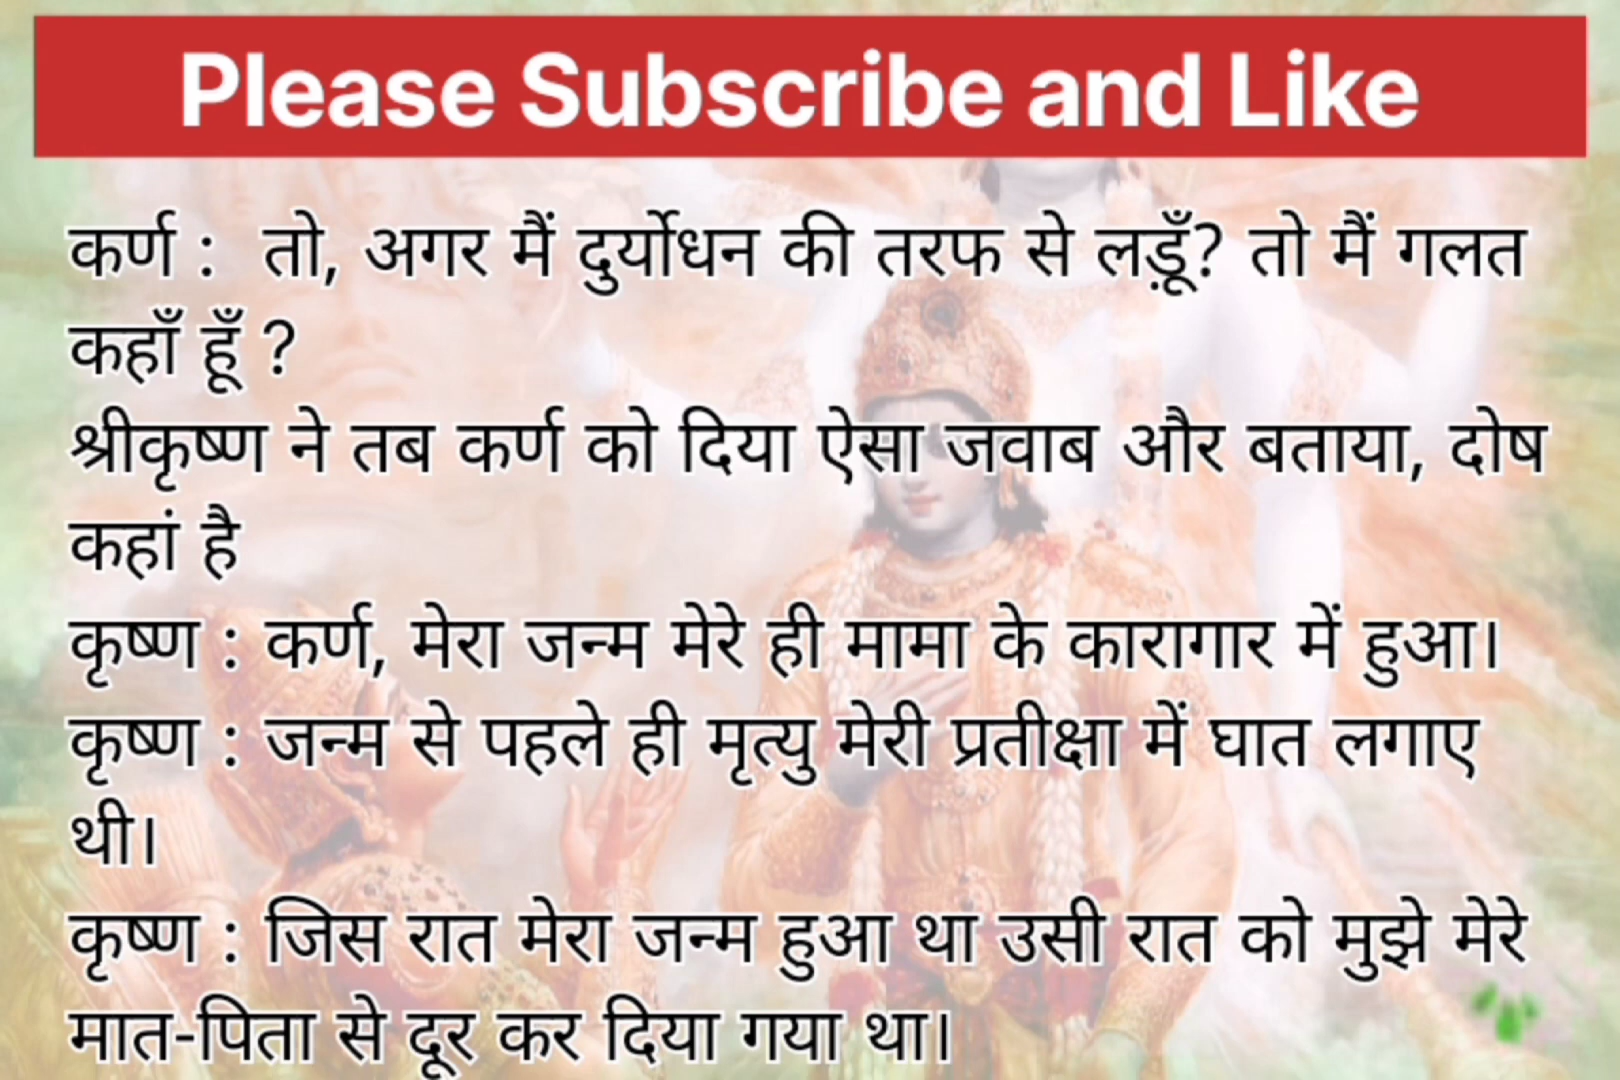 Please Subscribe and Like
कर्ण :  तो, अगर मैं दुर्योधन की तरफ से लड़ूँ? तो मैं गलत
कहाँ हूँ ?
श्रीकृष्ण ने तब कर्ण को दिया ऐसा जवाब और बताया, दोष
कहां है
कृष्ण : कर्ण, मेरा जन्म मेरे ही मामा के कारागार में हुआ।
कृष्ण : जन्म से पहले ही मृत्यु मेरी प्रतीक्षा में घात लगाए
थी।
कृष्ण : जिस रात मेरा जन्म हुआ था उसी रात को मुझे मेरे
मात-पिता से दूर कर दिया गया था।